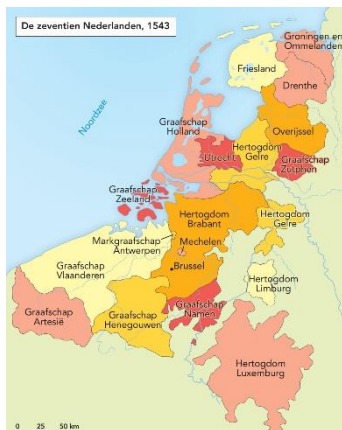 De zeventien Nederlanden, 1543
Groningen en
Ommelanden
Friesland
Drenthe
Noordzee
Graafschap
Holland
Overijssel
Utrecht
Hertogdom
Gelre
Graafschap
Zutphen
Graafschap
Zeeland
Hertogdom
Brabant
Hertogdom
Gelre
Markgraafschap
Antwerpen
Mechelen
Graafschap
Vlaanderen
Brussel
Hertogdom
Limburg
Graafschap
Artesië
Graafschap
Henegouwen
Graafschap
Namen
Hertogdom
Luxemburg
0 25 50 km